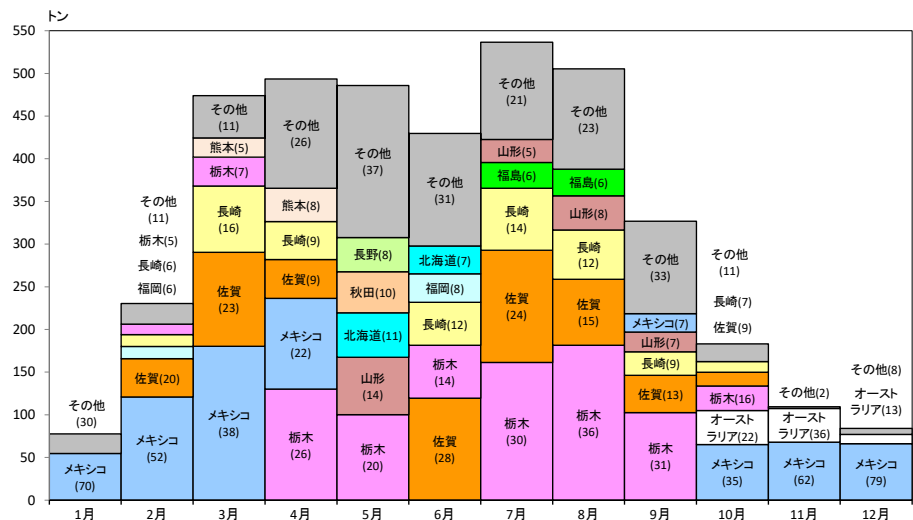 トン
550
500
450
400
350
300
250
200
150
100
50
0
その他
(30)
メキシコ
(70)
1月
その他
(11)
栃木(5)
長崎(6)
福岡(6)
佐賀(20)
メキシコ
(52)
2月
その他
(11)
熊本(5)
栃木(7)
長崎
(16)
佐賀
(23)
メキシコ
(38)
3月
その他
(26)
熊本(8)
長崎(9)
佐賀(9)
メキシコ
(22)
栃木
(26)
4月
その他
(37)
長野(8)
秋田(10)
北海道(11)
山形
(14)
栃木
(20)
5月
その他
(31)
北海道(7)
福岡(8)
長崎(12)
栃木
(14)
佐賀
(28)
6月
その他
(21)
山形(5)
福島(6)
長崎
(14)
佐賀
(24)
栃木
(30)
7月
その他
(23)
福島(6)
山形(8)
長崎
(12)
佐賀
(15)
栃木
(36)
8月
その他
(33)
メキシコ(7)
山形(7)
長崎(9)
佐賀(13)
栃木
(31)
9月
その他
(11)
長崎(7)
佐賀(9)
栃木(16)
オースト
ラリア(22)
メキシコ
(35)
10月
その他(2)
オースト
ラリア(36)
メキシコ
(62)
11月
その他(8)
オースト
ラリア(13)
メキシコ
(79)
12月